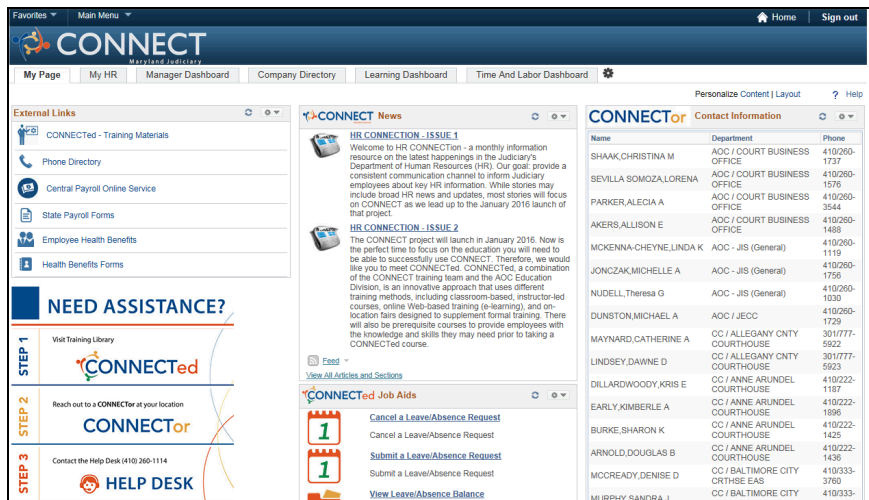 Favorites Main Menu Home Sign out
CONNECT
Maryland Judiciary
My Page My HR Manager Dashboard Company Directory Learning Dashboard Time And Labor Dashboard
Personalize Content | Layout ? Help
External Links
CONNECTed - Training Materials
Phone Directory
Central Payroll Online Service
State Payroll Forms
Employee Health Benefits
Health Benefits Forms
NEED ASSISTANCE?
STEP 1
Visit Training Library
CONNECTed
STEP 2
Reach out to a CONNECTor at your location
CONNECTor
STEP 3
Contact the Help Desk (410) 260-1114
HELP DESK
CONNECT News
HR CONNECTION - ISSUE 1
Welcome to HR CONNECTion - a monthly information
resource on the latest happenings in the Judiciary's
Department of Human Resources (HR). Our goal: provide a
consistent communication channel to inform Judiciary
employees about key HR information. While stories may
include broad HR news and updates, most stories will focus
on CONNECT as we lead up to the January 2016 launch of
that project.
HR CONNECTION - ISSUE 2
The CONNECT project will launch in January 2016. Now is
the perfect time to focus on the education you will need to
be able to successfully use CONNECT. Therefore, we would
like you to meet CONNECTed. CONNECTed, a combination
of the CONNECT training team and the AOC Education
Division, is an innovative approach that uses different
training methods, including classroom-based, instructor-led
courses, online Web-based training (e-learning), and on-
location fairs designed to supplement formal training. There
will also be prerequisite courses to provide employees with
the knowledge and skills they may need prior to taking a
CONNECTed course.
Feed
View All Articles and Sections
CONNECTed Job Aids
1
Cancel a Leave/Absence Request
Cancel a Leave/Absence Request
1
Submit a Leave/Absence Request
Submit a Leave/Absence Request
View Leave/Absence Balance
CONNECTor Contact Information
Name Department Phone
SHAAK,CHRISTINA M AOC / COURT BUSINESS OFFICE 410/260-1737
SEVILLA SOMOZA,LORENA AOC / COURT BUSINESS OFFICE 410/260-1576
PARKER,ALECIA A AOC / COURT BUSINESS OFFICE 410/260-3544
AKERS,ALLISON E AOC / COURT BUSINESS OFFICE 410/260-1488
MCKENNA-CHEYNE,LINDA K AOC - JIS (General) 410/260-1119
JONCZAK,MICHELLE A AOC - JIS (General) 410/260-1756
NUDELL,Theresa G AOC - JIS (General) 410/260-1030
DUNSTON,MICHAEL A AOC / JECC 410/260-1729
MAYNARD,CATHERINE A CC / ALLEGANY CNTY COURTHOUSE 301/777-5922
LINDSEY,DAWNE D CC / ALLEGANY CNTY COURTHOUSE 301/777-5923
DILLARDWOODY,KRIS E CC / ANNE ARUNDEL COURTHOUSE 410/222-1187
EARLY,KIMBERLE A CC / ANNE ARUNDEL COURTHOUSE 410/222-1896
BURKE,SHARON K CC / ANNE ARUNDEL COURTHOUSE 410/222-1425
ARNOLD,DOUGLAS B CC / ANNE ARUNDEL COURTHOUSE 410/222-1436
MCCREADY,DENISE D CC / BALTIMORE CITY CRTHSE EAS 410/333-3760
MURPHY,SANDRA J CC / BALTIMORE CITY 410/333-